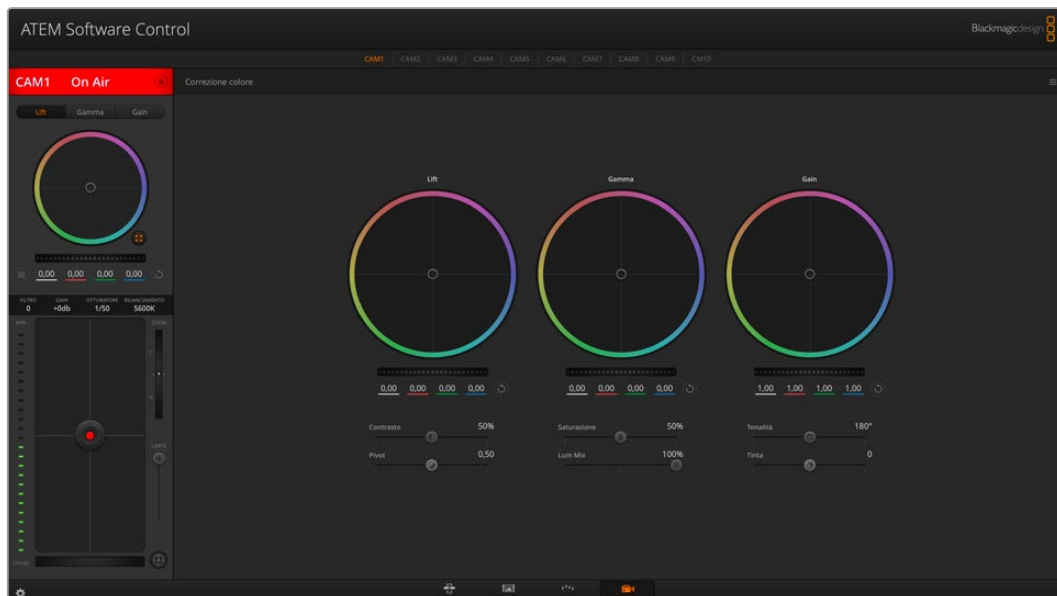 ATEM Software Control
Blackmagicdesign
CAM1 CAM2 CAM3 CAM4 CAM5 CAM6 CAM7 CAM8 CAM9 CM10
CAM1 On Air
Correzione colore
Lift Gamma Gain
0,00 0,00 0,00 0,00
FILTRO GAIN OTTURATORE BILANCIAMENTO
0 +0db 1/50 5600K
ZOOM
T
LIMITE
Lift Gamma Gain
0,00 0,00 0,00 0,00 0,00 0,00 0,00 0,00 1,00 1,00 1,00 1,00
Contrasto 50% Saturazione 50% Tonalità 180°
Pivot 0,50 Lum Mix 100% Tinta 0